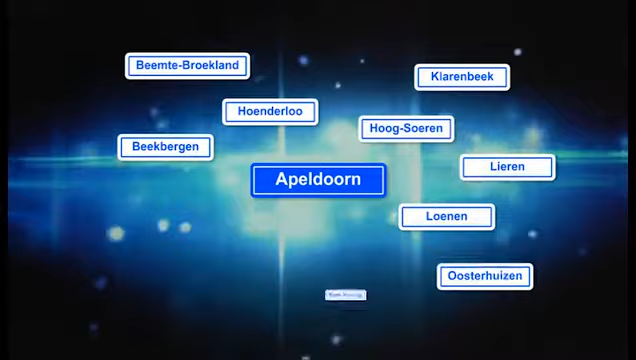 Beemte-Broekland
Klarenbeek
Hoenderloo
Hoog-Soeren
Beekbergen
Lieren
Apeldoorn
Loenen
Oosterhuizen